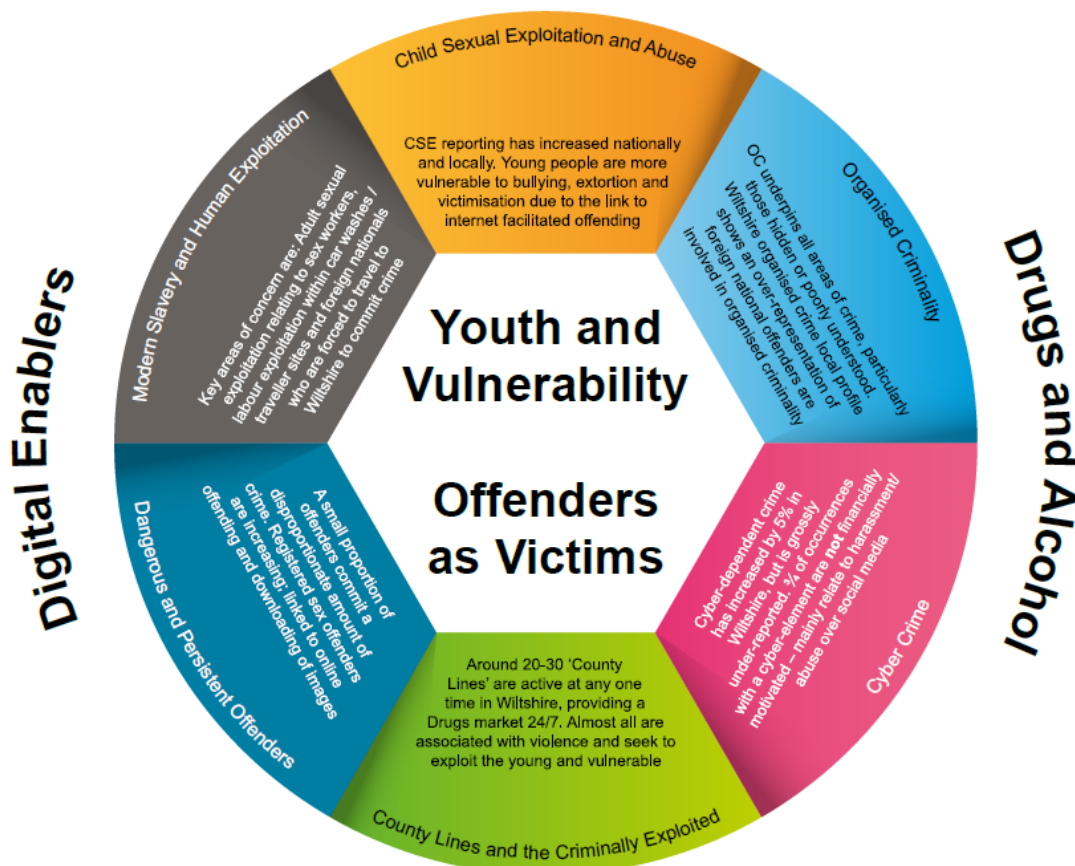 Child Sexual Exploitation and Abuse
CSE reporting has increased nationally
and locally. Young people are more
vulnerable to bullying, extortion and
victimisation due to the link to
internet facilitated offending
Organised Criminality
OC underpins all areas of crime, particularly
those hidden or poorly understood.
Wiltshire organised crime local profile
shows an over-representation of
foreign national offenders are
involved in organised criminality
Cyber Crime
Cyber-dependent crime
has increased by 5% in
Wiltshire, but is grossly
under-reported. ¾ of occurrences
with a cyber-element are not financially
motivated – mainly relate to harassment/
abuse over social media
County Lines and the Criminally Exploited
Around 20-30 ‘County
Lines’ are active at any one
time in Wiltshire, providing a
Drugs market 24/7. Almost all are
associated with violence and seek to
exploit the young and vulnerable
Dangerous and Persistent Offenders
A small proportion of
offenders commit a
disproportionate amount of
crime. Registered sex offenders
are increasing; linked to online
offending and downloading of images
Modern Slavery and Human Exploitation
Key areas of concern are: Adult sexual
exploitation relating to sex workers,
labour exploitation within car washes /
traveller sites and foreign nationals
who are forced to travel to
Wiltshire to commit crime
Youth and
Vulnerability
Offenders
as Victims
Digital Enablers
Drugs and Alcohol